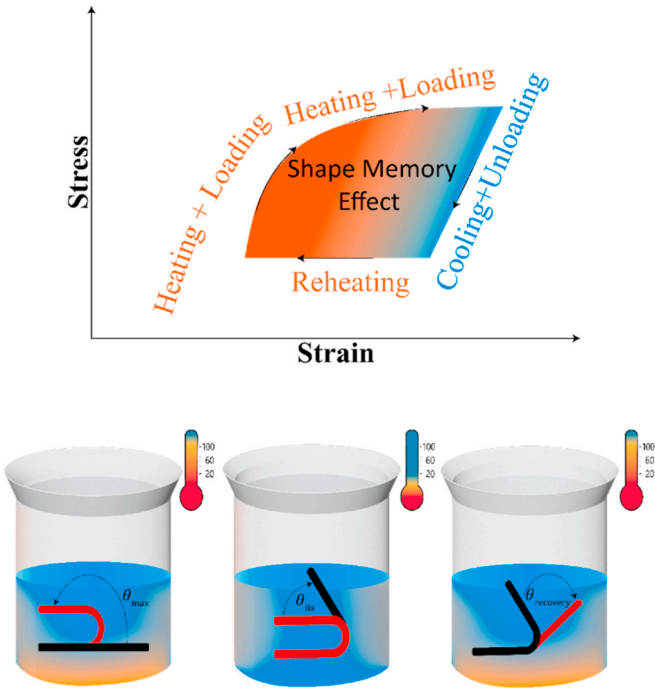 Heating +Loading
Heating + Loading
Shape Memory
Effect
Cooling+Unloading
Reheating
Stress
Strain
100
60
20
100
60
20
100
60
20
θmax
θfix
θrecovery